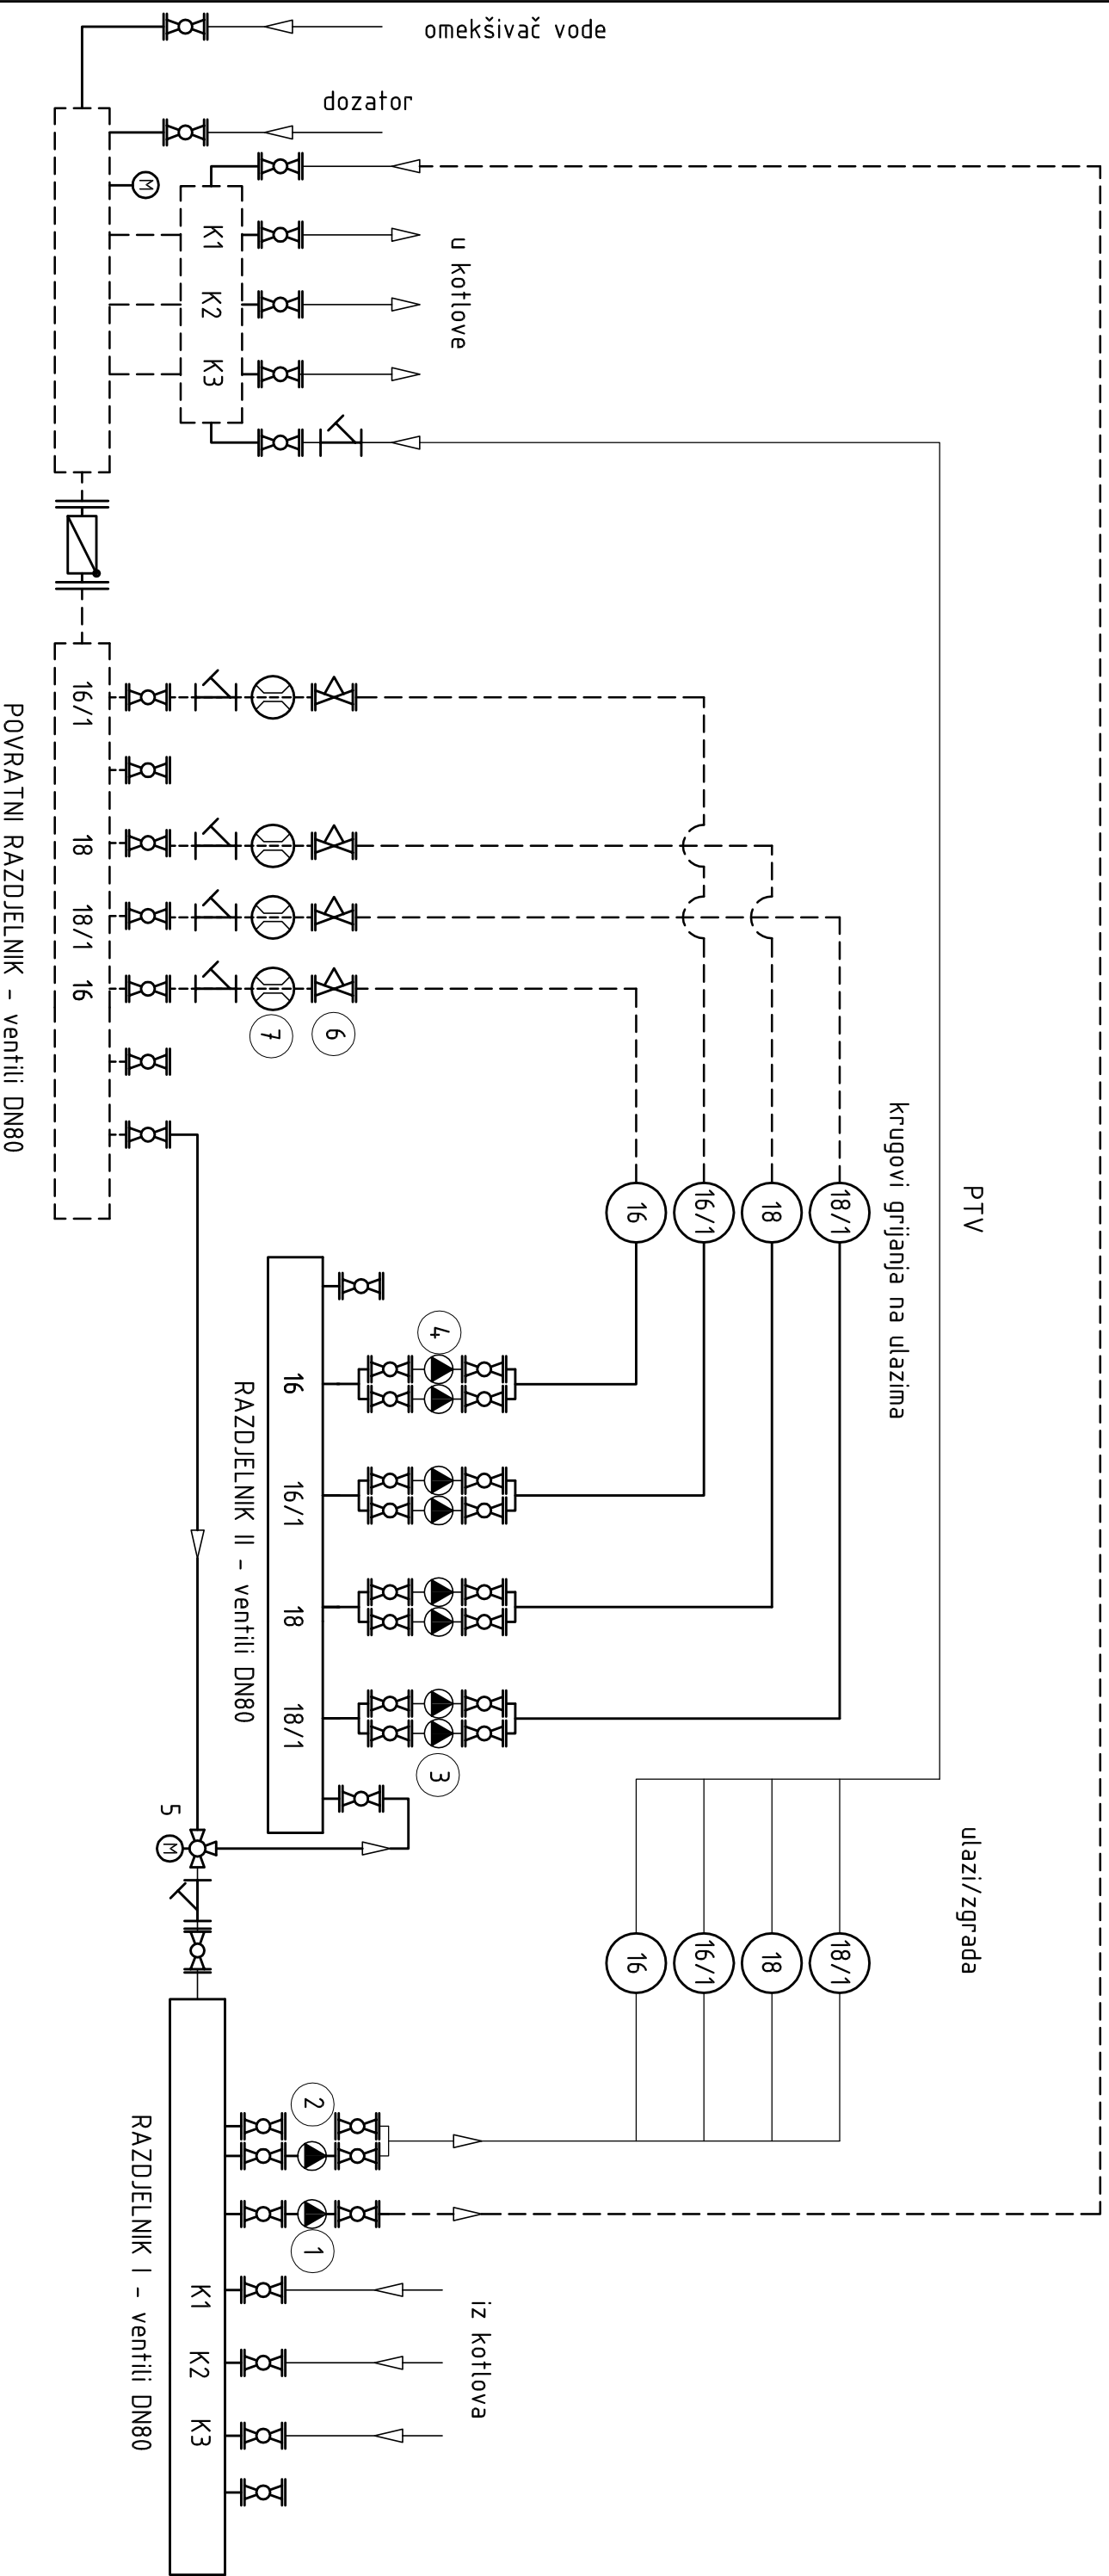 omekšivač vode
dozator
M
K1
K2
K3
u kotlove
16/1
18
18/1
16
7
6
POVRATNI RAZDJELNIK - ventili DN80
krugovi grijanja na ulazima
PTV
16
16/1
18
18/1
4
16
16/1
18
18/1
3
RAZDJELNIK II - ventili DN80
5
M
ulazi/zgrada
16
16/1
18
18/1
2
1
K1
K2
K3
iz kotlova
RAZDJELNIK I - ventili DN80